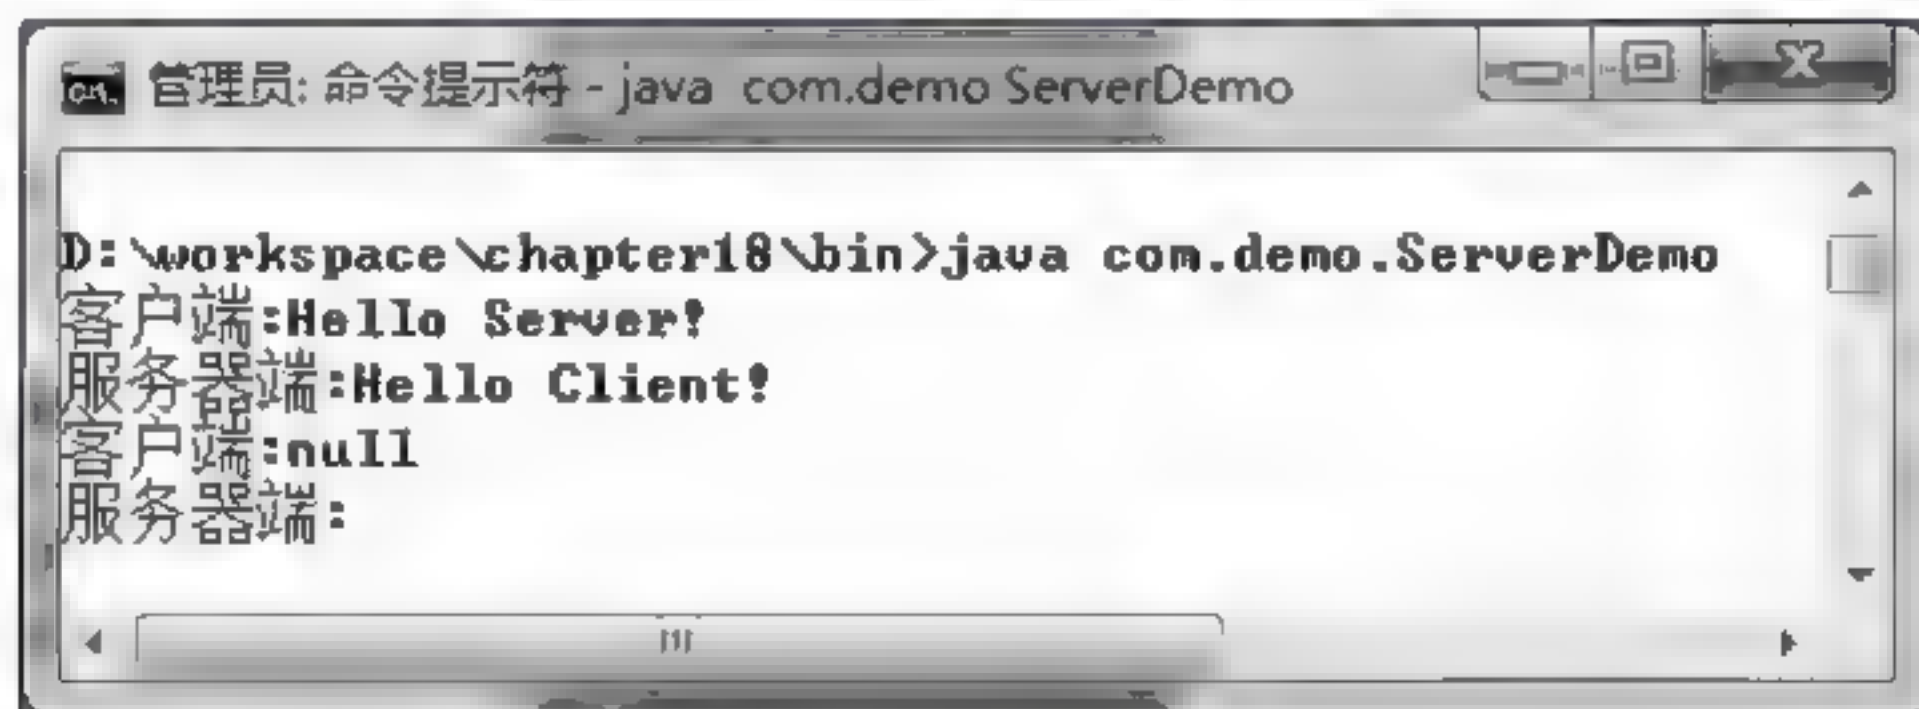 管理员: 命令提示符 - java com.demo ServerDemo
D:\workspace\chapter18\bin>java com.demo.ServerDemo
客户端:Hello Server!
服务器端:Hello Client!
客户端:null
服务器端: